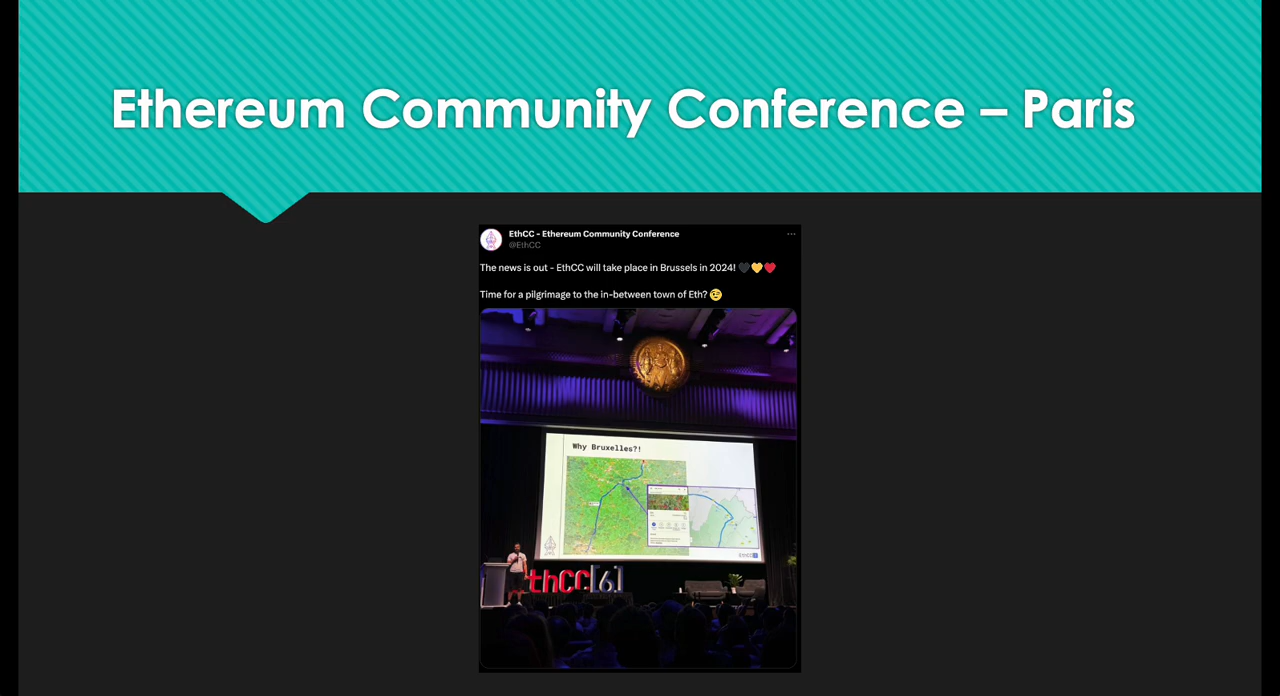 Ethereum Community Conference – Paris
EthCC - Ethereum Community Conference
@EthCC
The news is out - EthCC will take place in Brussels in 2024! 🖤💛❤️
Time for a pilgrimage to the in-between town of Eth? 🤨
Why Bruxelles?!
thCC[6]